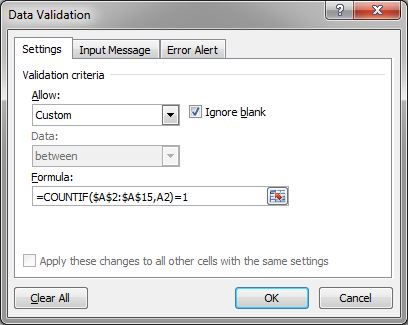 Data Validation
Settings
Input Message
Error Alert
Validation criteria
Allow:
Custom
Ignore blank
Data:
between
Formula:
=COUNTIF($A$2:$A$15,A2)=1
Apply these changes to all other cells with the same settings
Clear All
OK
Cancel